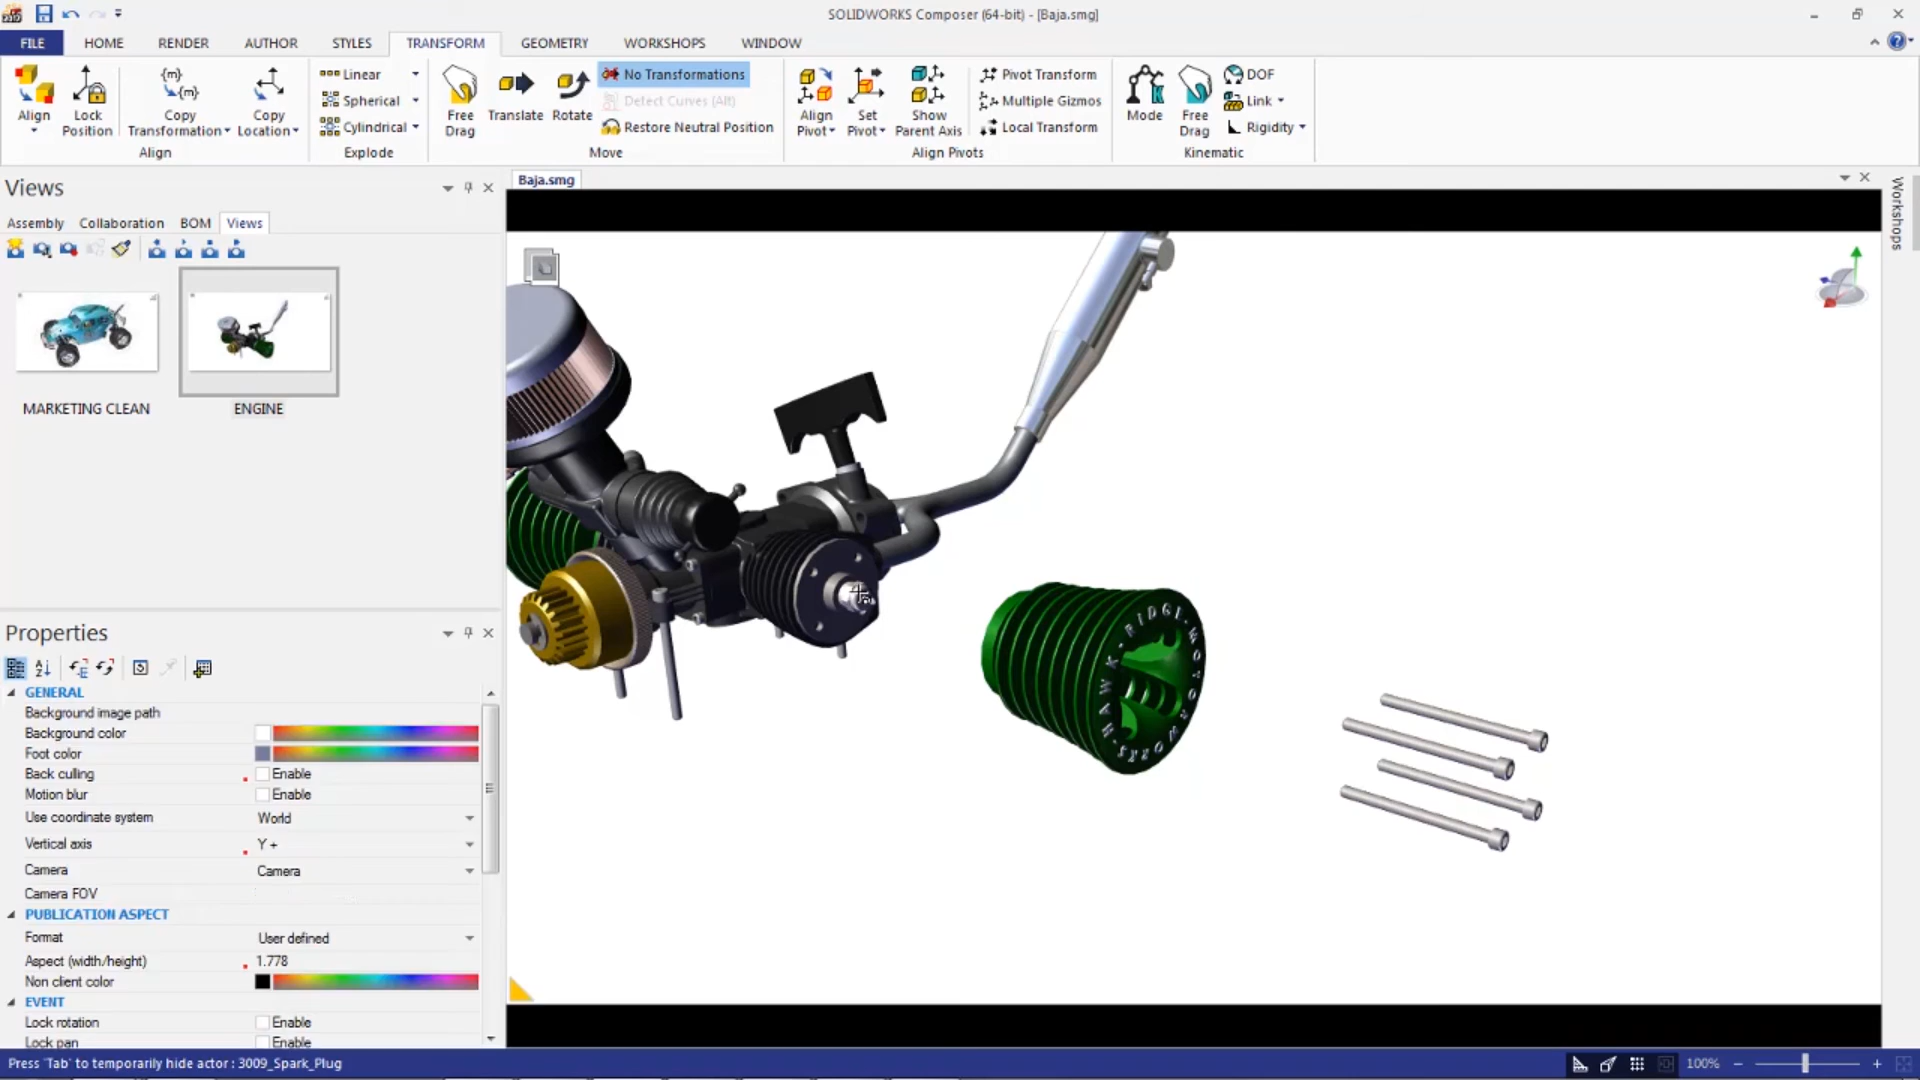 SOLIDWORKS Composer (64-bit) - [Baja.smg]
FILE HOME RENDER AUTHOR STYLES TRANSFORM GEOMETRY WORKSHOPS WINDOW
Align
Lock Position
{m}
{m}
Copy Transformation
Copy Location
Align
Linear
Spherical
Cylindrical
Explode
Free Drag
Translate
Rotate
No Transformations
Detect Curves (Alt)
Restore Neutral Position
Move
Align Pivot
Set Pivot
Show Parent Axis
Pivot Transform
Multiple Gizmos
Local Transform
Align Pivots
Mode
Free Drag
DOF
Link
Rigidity
Kinematic
Views
Assembly Collaboration BOM Views
MARKETING CLEAN
ENGINE
Baja.smg
Workshops
HAWK-RIDGE-MOTORWORKS-
Properties
GENERAL
Background image path
Background color
Foot color
Back culling Enable
Motion blur Enable
Use coordinate system World
Vertical axis Y +
Camera Camera
Camera FOV
PUBLICATION ASPECT
Format User defined
Aspect (width/height) 1.778
Non client color
EVENT
Lock rotation Enable
Lock pan Enable
Press 'Tab' to temporarily hide actor : 3009_Spark_Plug
100%